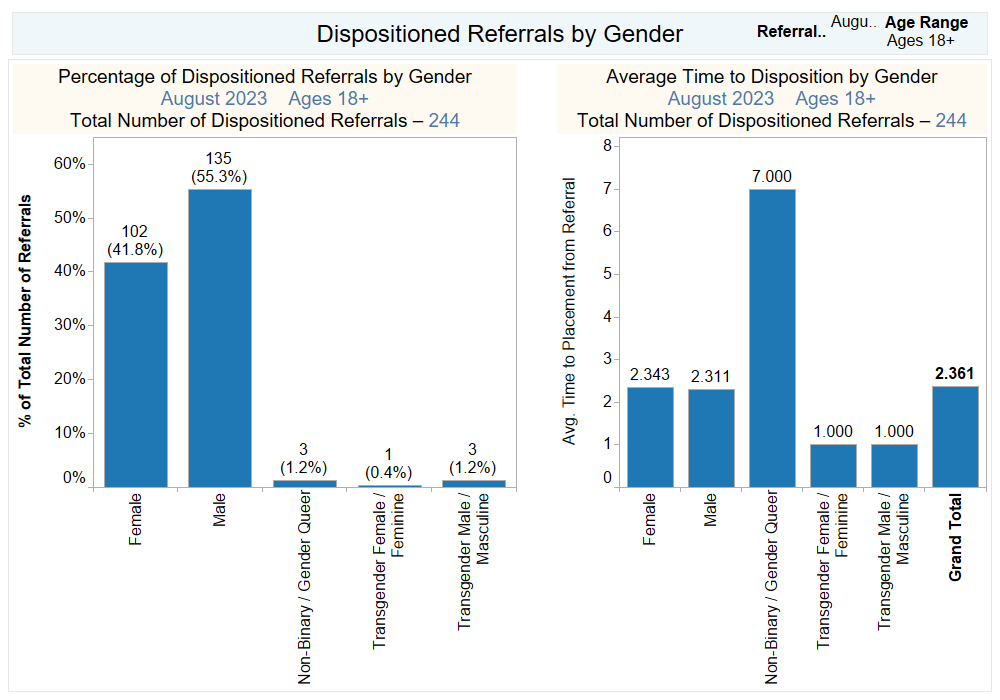 Dispositioned Referrals by Gender
Referral.. Augu.. Age Range
Ages 18+
Percentage of Dispositioned Referrals by Gender
August 2023 Ages 18+
Total Number of Dispositioned Referrals – 244
% of Total Number of Referrals
60%
50%
40%
30%
20%
10%
0%
102
(41.8%)
135
(55.3%)
3
(1.2%)
1
(0.4%)
3
(1.2%)
Female
Male
Non-Binary / Gender Queer
Transgender Female /
Feminine
Transgender Male /
Masculine
Average Time to Disposition by Gender
August 2023 Ages 18+
Total Number of Dispositioned Referrals – 244
Avg. Time to Placement from Referral
8
7
6
5
4
3
2
1
0
2.343
2.311
7.000
1.000
1.000
2.361
Female
Male
Non-Binary / Gender Queer
Transgender Female /
Feminine
Transgender Male /
Masculine
Grand Total